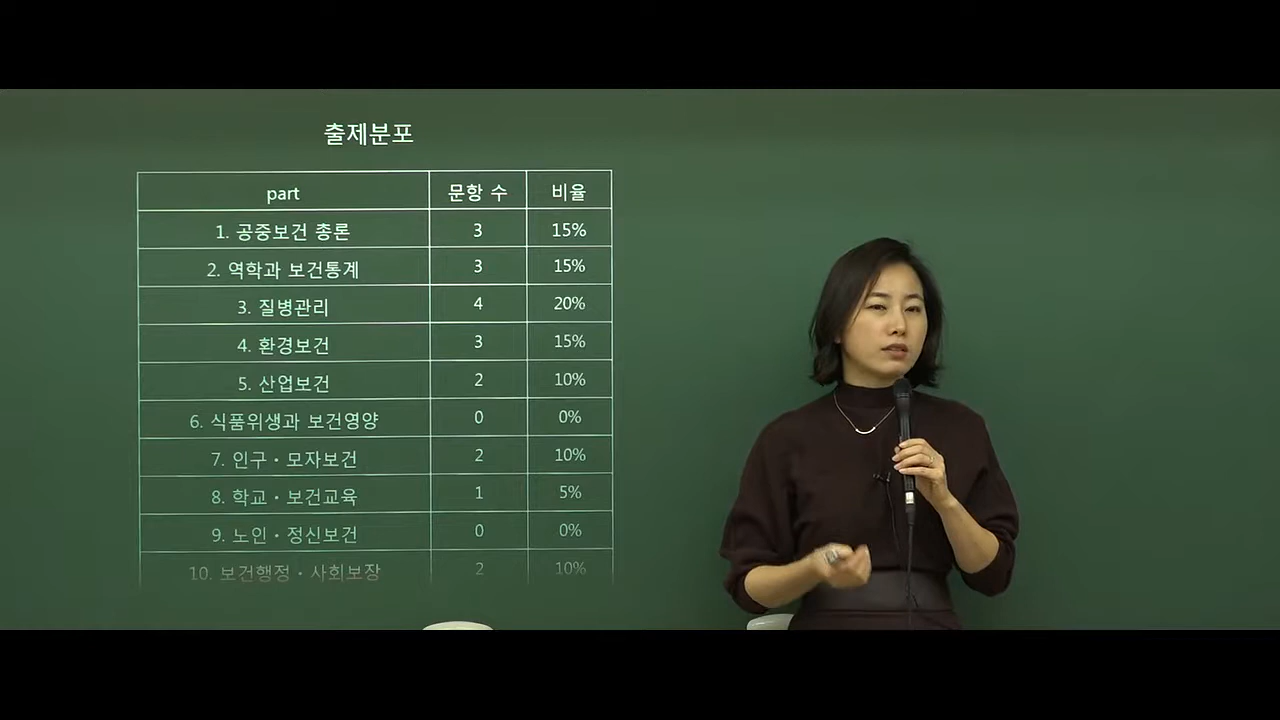 출제분포
part 문항 수 비율
1. 공중보건 총론 3 15%
2. 역학과 보건통계 3 15%
3. 질병관리 4 20%
4. 환경보건 3 15%
5. 산업보건 2 10%
6. 식품위생과 보건영양 0 0%
7. 인구・모자보건 2 10%
8. 학교・보건교육 1 5%
9. 노인・정신보건 0 0%
10. 보건행정・사회보장 2 10%